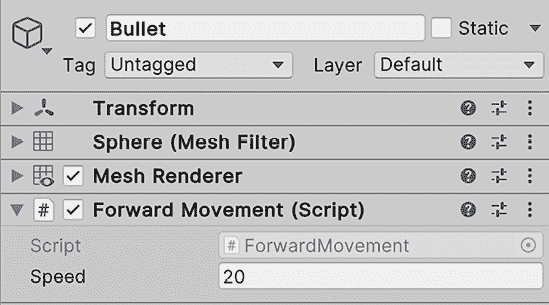 Bullet Static
Tag Untagged Layer Default
Transform
Sphere (Mesh Filter)
Mesh Renderer
# Forward Movement (Script)
Script # ForwardMovement
Speed 20